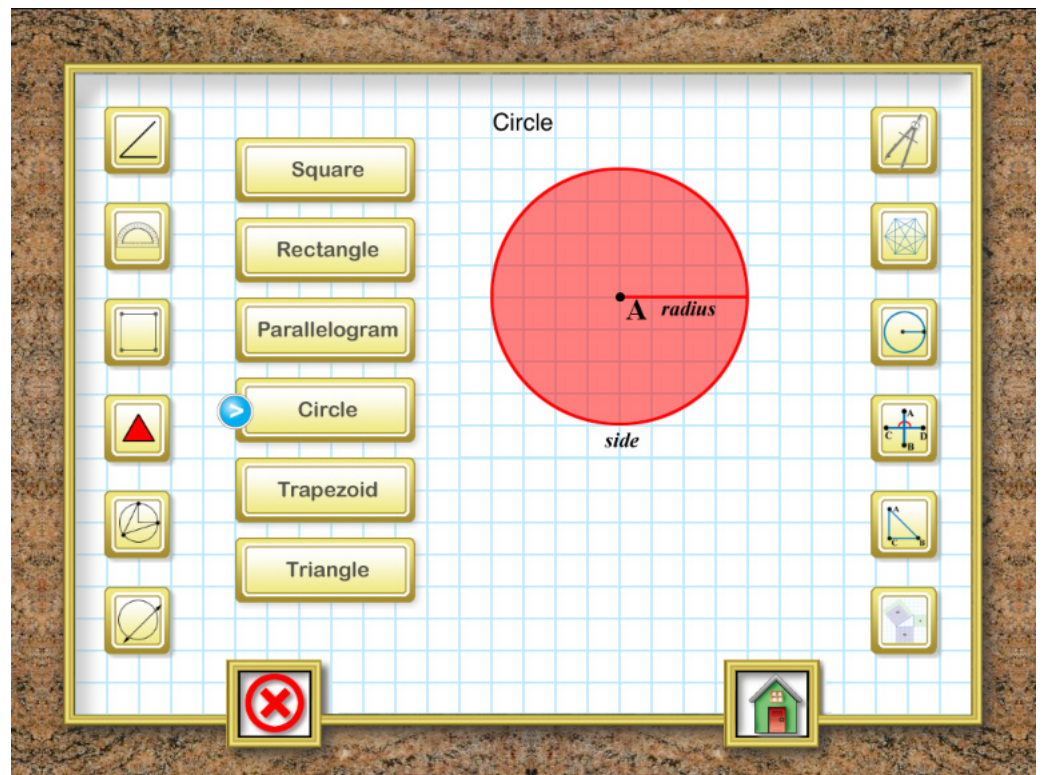 Circle
Square
Rectangle
Parallelogram
Circle
Trapezoid
Triangle
A radius
side
A
C D
B
A
C B